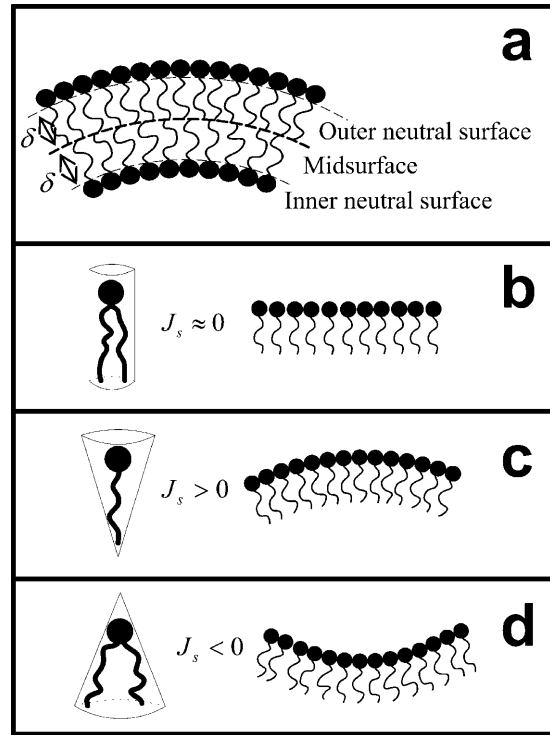 a
Outer neutral surface
δ
Midsurface
δ
Inner neutral surface
b
J_s ≈ 0
c
J_s > 0
d
J_s < 0